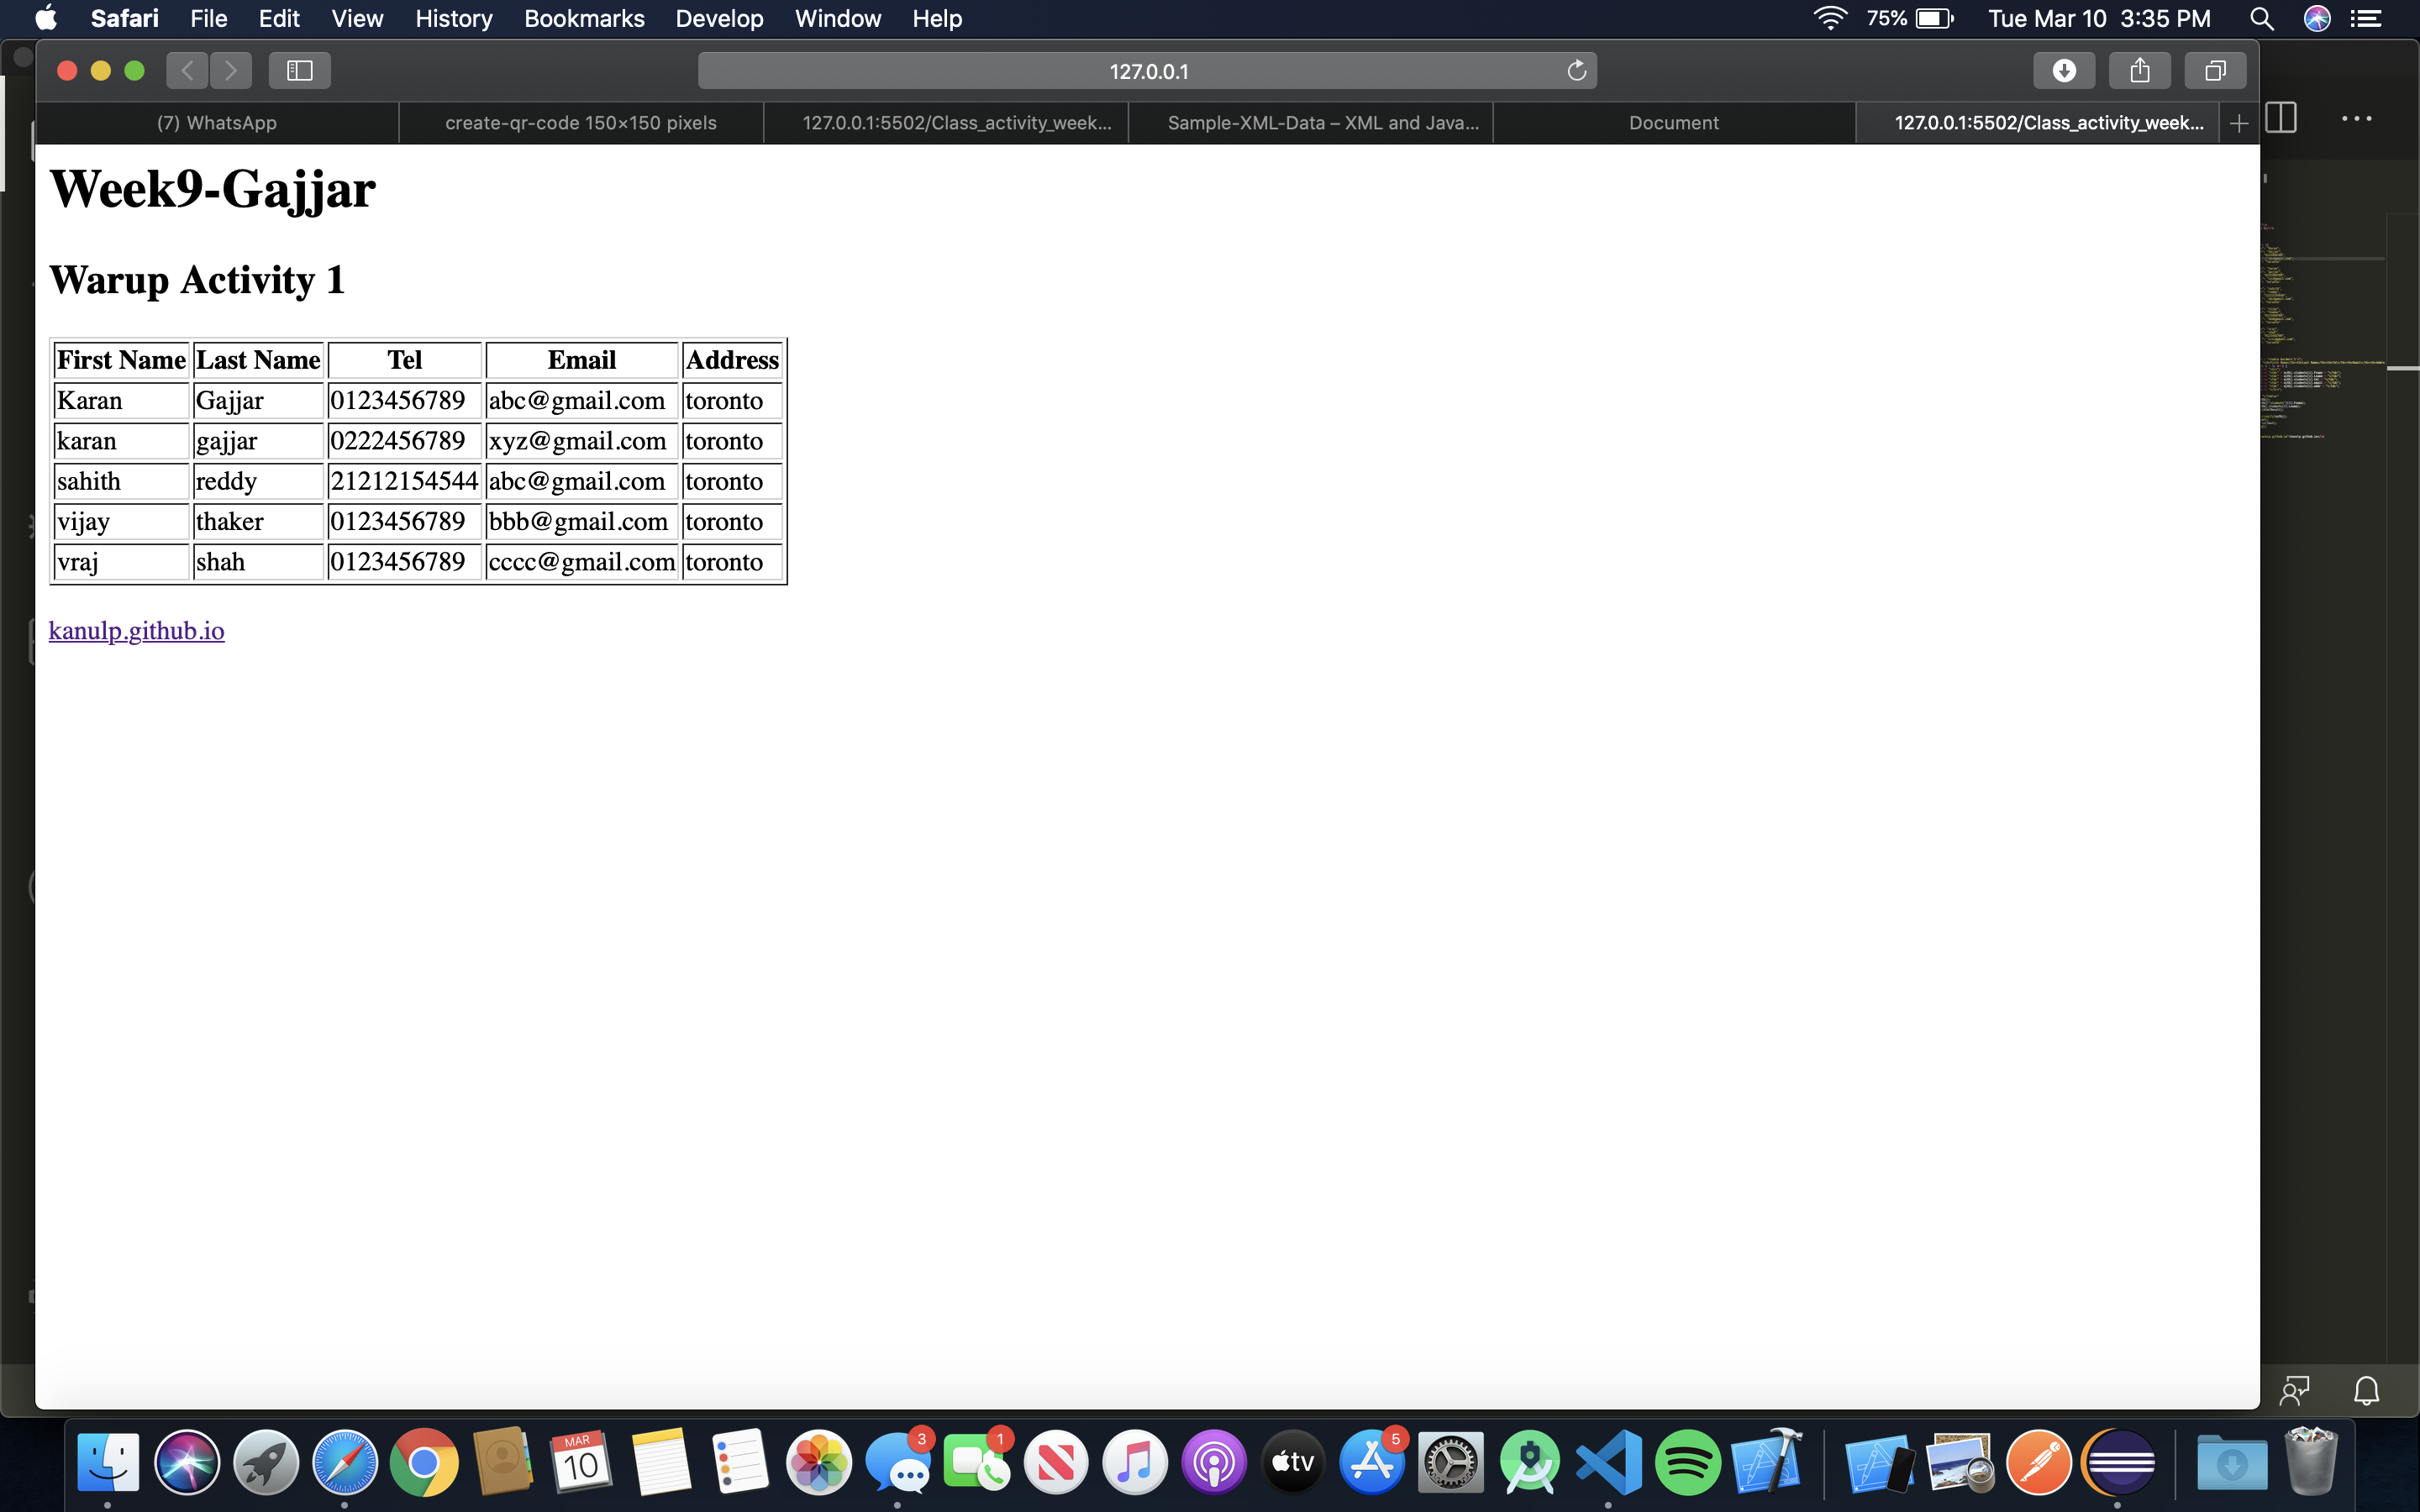 Safari File Edit View History Bookmarks Develop Window Help 75% Tue Mar 10 3:35 PM
127.0.0.1
(7) WhatsApp create-qr-code 150×150 pixels 127.0.0.1:5502/Class_activity_week... Sample-XML-Data – XML and Java... Document 127.0.0.1:5502/Class_activity_week...
Week9-Gajjar
Warup Activity 1
First Name Last Name Tel Email Address
Karan Gajjar 0123456789 abc@gmail.com toronto
karan gajjar 0222456789 xyz@gmail.com toronto
sahith reddy 21212154544 abc@gmail.com toronto
vijay thaker 0123456789 bbb@gmail.com toronto
vraj shah 0123456789 cccc@gmail.com toronto
kanulp.github.io
MAR
10
3
1
tv
5